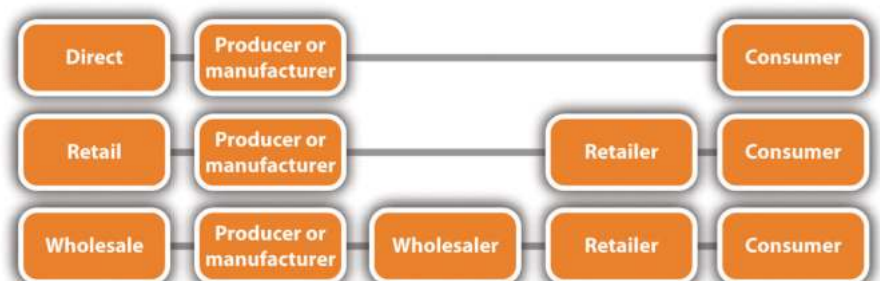 Direct
Producer or
manufacturer
Consumer
Retail
Producer or
manufacturer
Retailer
Consumer
Wholesale
Producer or
manufacturer
Wholesaler
Retailer
Consumer